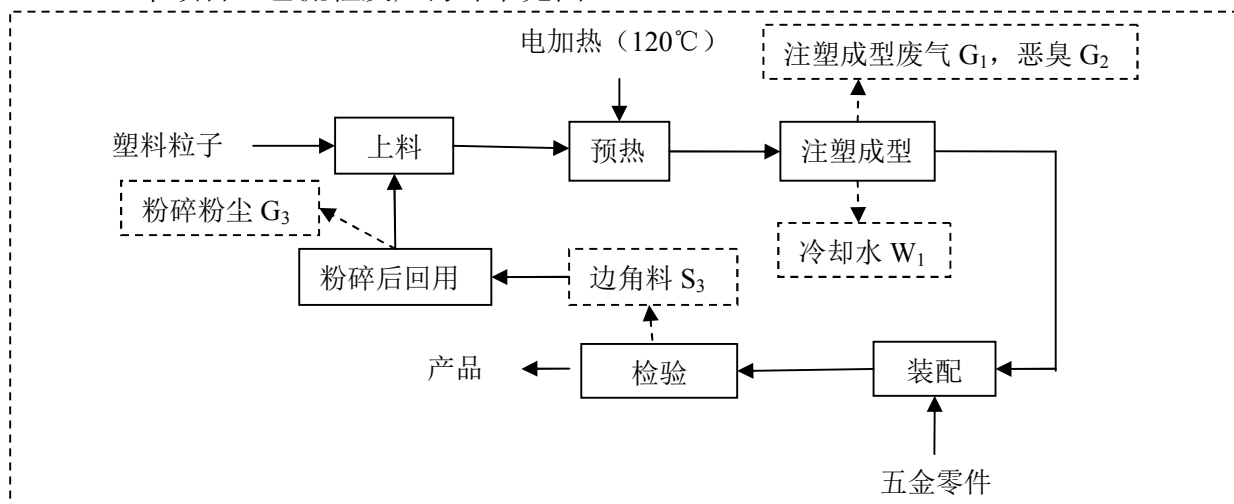 电加热（120℃）
注塑成型废气 G₁，恶臭 G₂
塑料粒子
上料
预热
注塑成型
粉碎粉尘 G₃
冷却水 W₁
粉碎后回用
边角料 S₃
产品
检验
装配
五金零件